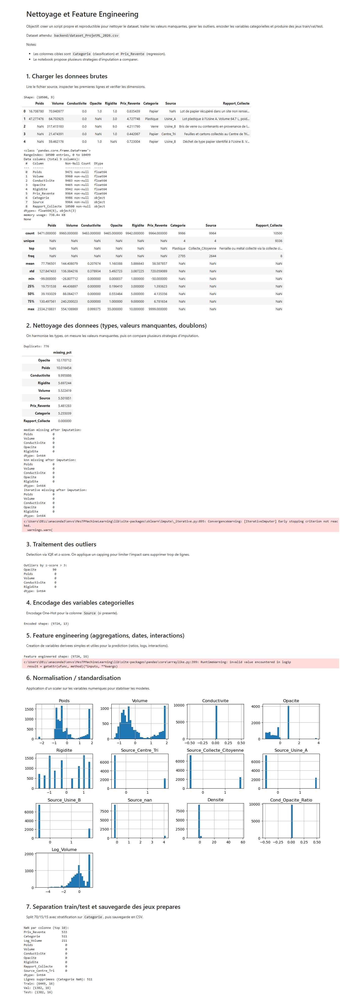 Nettoyage et Feature Engineering
Objectif: creer un script propre et reproductible pour nettoyer le dataset, traiter les valeurs manquantes, gerer les outliers, encoder les variables categorielles et produire des jeux train/val/test.
Dataset attendu: backend/dataset_ProjetML_2026.csv
Notes:
• Les colonnes cibles sont Categorie (classification) et Prix_Revente (regression).
• Le notebook propose plusieurs strategies d'imputation a comparer.
1. Charger les donnees brutes
Lire le fichier source, inspecter les premieres lignes et verifier les dimensions.
Shape: (10500, 9)
Poids Volume Conductivite Opacite Rigidite Prix_Revente Categorie Source Rapport_Collecte
0 16.708780 70.940977 0.0 1.0 1.0 0.835439 Papier NaN Lot de papier récupéré dans un site non rensei...
1 47.277476 64.702925 0.0 NaN 3.0 4.727748 Plastique Usine_A Lot plastique à l'Usine A. Volume 64.7 L, poid...
2 NaN 317.415183 0.0 NaN 9.0 4.211790 Verre Usine_B Bris de verre ou contenants en provenance de l...
3 NaN 21.474391 0.0 NaN 1.0 0.442067 Papier Centre_Tri Feuilles et cartons collectés au Centre de Tri...
4 NaN 59.462176 0.0 1.0 NaN 0.723004 Papier Usine_B Déchet de type papier identifié à l'Usine B. V...
<class 'pandas.core.frame.DataFrame'>
RangeIndex: 10500 entries, 0 to 10499
Data columns (total 9 columns):
# Column Non-Null Count Dtype
--- ------ -------------- -----
0 Poids 9471 non-null float64
1 Volume 9960 non-null float64
2 Conductivite 9483 non-null float64
3 Opacite 9465 non-null float64
4 Rigidite 9942 non-null float64
5 Prix_Revente 9964 non-null float64
6 Categorie 9986 non-null object
7 Source 9964 non-null object
8 Rapport_Collecte 10500 non-null object
dtypes: float64(6), object(3)
memory usage: 738.4+ KB
None
Poids Volume Conductivite Opacite Rigidite Prix_Revente Categorie Source Rapport_Collecte
count 9471.000000 9960.000000 9483.000000 9465.000000 9942.000000 9964.000000 9986 9964 10500
unique NaN NaN NaN NaN NaN NaN 4 4 9336
top NaN NaN NaN NaN NaN NaN Plastique Collecte_Citoyenne Ferraille ou métal collecté via la collecte ci...
freq NaN NaN NaN NaN NaN NaN 2795 2644 8
mean 77.796501 144.408079 0.207674 1.160388 5.886643 58.587857 NaN NaN NaN
std 127.847433 136.384216 0.378934 5.492723 3.087225 720.059089 NaN NaN NaN
min -99.000000 -26.807712 0.000000 0.000037 1.000000 -50.000000 NaN NaN NaN
25% 19.751538 44.436897 0.000000 0.196410 3.000000 1.393623 NaN NaN NaN
50% 39.193029 88.084217 0.000000 0.553484 5.000000 4.135356 NaN NaN NaN
75% 130.497561 240.200023 0.000000 1.000000 9.000000 6.781634 NaN NaN NaN
max 2334.218831 554.106969 0.999375 55.000000 10.000000 9999.000000 NaN NaN NaN
2. Nettoyage des donnees (types, valeurs manquantes, doublons)
On harmonise les types, on mesure les valeurs manquantes, puis on compare plusieurs strategies d'imputation.
Duplicats: 776
missing_pct
Opacite 10.170712
Poids 10.016454
Conductivite 9.995886
Rigidite 5.697244
Volume 5.522419
Source 5.501851
Prix_Revente 5.481283
Categorie 5.255039
Rapport_Collecte 0.000000
median missing after imputation:
Poids 0
Volume 0
Conductivite 0
Opacite 0
Rigidite 0
dtype: int64
knn missing after imputation:
Poids 0
Volume 0
Conductivite 0
Opacite 0
Rigidite 0
dtype: int64
iterative missing after imputation:
Poids 0
Volume 0
Conductivite 0
Opacite 0
Rigidite 0
dtype: int64
c:\Users\DELL\anaconda3\envs\MesTPMachineLearning\lib\site-packages\sklearn\impute\_iterative.py:895: ConvergenceWarning: [IterativeImputer] Early stopping criterion not reac
hed.
warnings.warn(
3. Traitement des outliers
Detection via IQR et z-score. On applique un capping pour limiter l'impact sans supprimer trop de lignes.
Outliers by z-score > 3:
Opacite 90
Poids 0
Volume 0
Conductivite 0
Rigidite 0
dtype: int64
4. Encodage des variables categorielles
Encodage One-Hot pour la colonne Source (si presente).
Encoded shape: (9724, 13)
5. Feature engineering (aggregations, dates, interactions)
Creation de variables derivees simples et utiles pour la prediction (ratios, logs, interactions).
Feature engineered shape: (9724, 16)
c:\Users\DELL\anaconda3\envs\MesTPMachineLearning\lib\site-packages\pandas\core\arraylike.py:399: RuntimeWarning: invalid value encountered in log1p
result = getattr(ufunc, method)(*inputs, **kwargs)
6. Normalisation / standardisation
Application d'un scaler sur les variables numeriques pour stabiliser les modeles.
Poids Volume Conductivite Opacite
1500 1000 500 0
1000 500 0
10000 5000 0
4000 2000 0
−2 −1 0 1 2
−1 0 1 2
−0.50 −0.25 0.00 0.25 0.50
0 2 4
Rigidite Source_Centre_Tri Source_Collecte_Citoyenne Source_Usine_A
1500 1000 500 0
6000 4000 2000 0
6000 4000 2000 0
6000 4000 2000 0
−1 0 1
0 1
0 1
0 1
Source_Usine_B Source_nan Densite Cond_Opacite_Ratio
6000 4000 2000 0
7500 5000 2500 0
7500 5000 2500 0
10000 5000 0
0 1
0 1 2 3 4
0 20 40 60
−0.50 −0.25 0.00 0.25 0.50
Log_Volume
2000 1000 0
−4 −2 0
7. Separation train/test et sauvegarde des jeux prepares
Split 70/15/15 avec stratification sur Categorie, puis sauvegarde en CSV.
NaN par colonne (top 10):
Prix_Revente 533
Categorie 511
Log_Volume 211
Poids 0
Volume 0
Conductivite 0
Opacite 0
Rigidite 0
Rapport_Collecte 0
Source_Centre_Tri 0
dtype: int64
Lignes supprimees (Categorie NaN): 511
Train: (6449, 16)
Val: (1382, 16)
Test: (1382, 16)